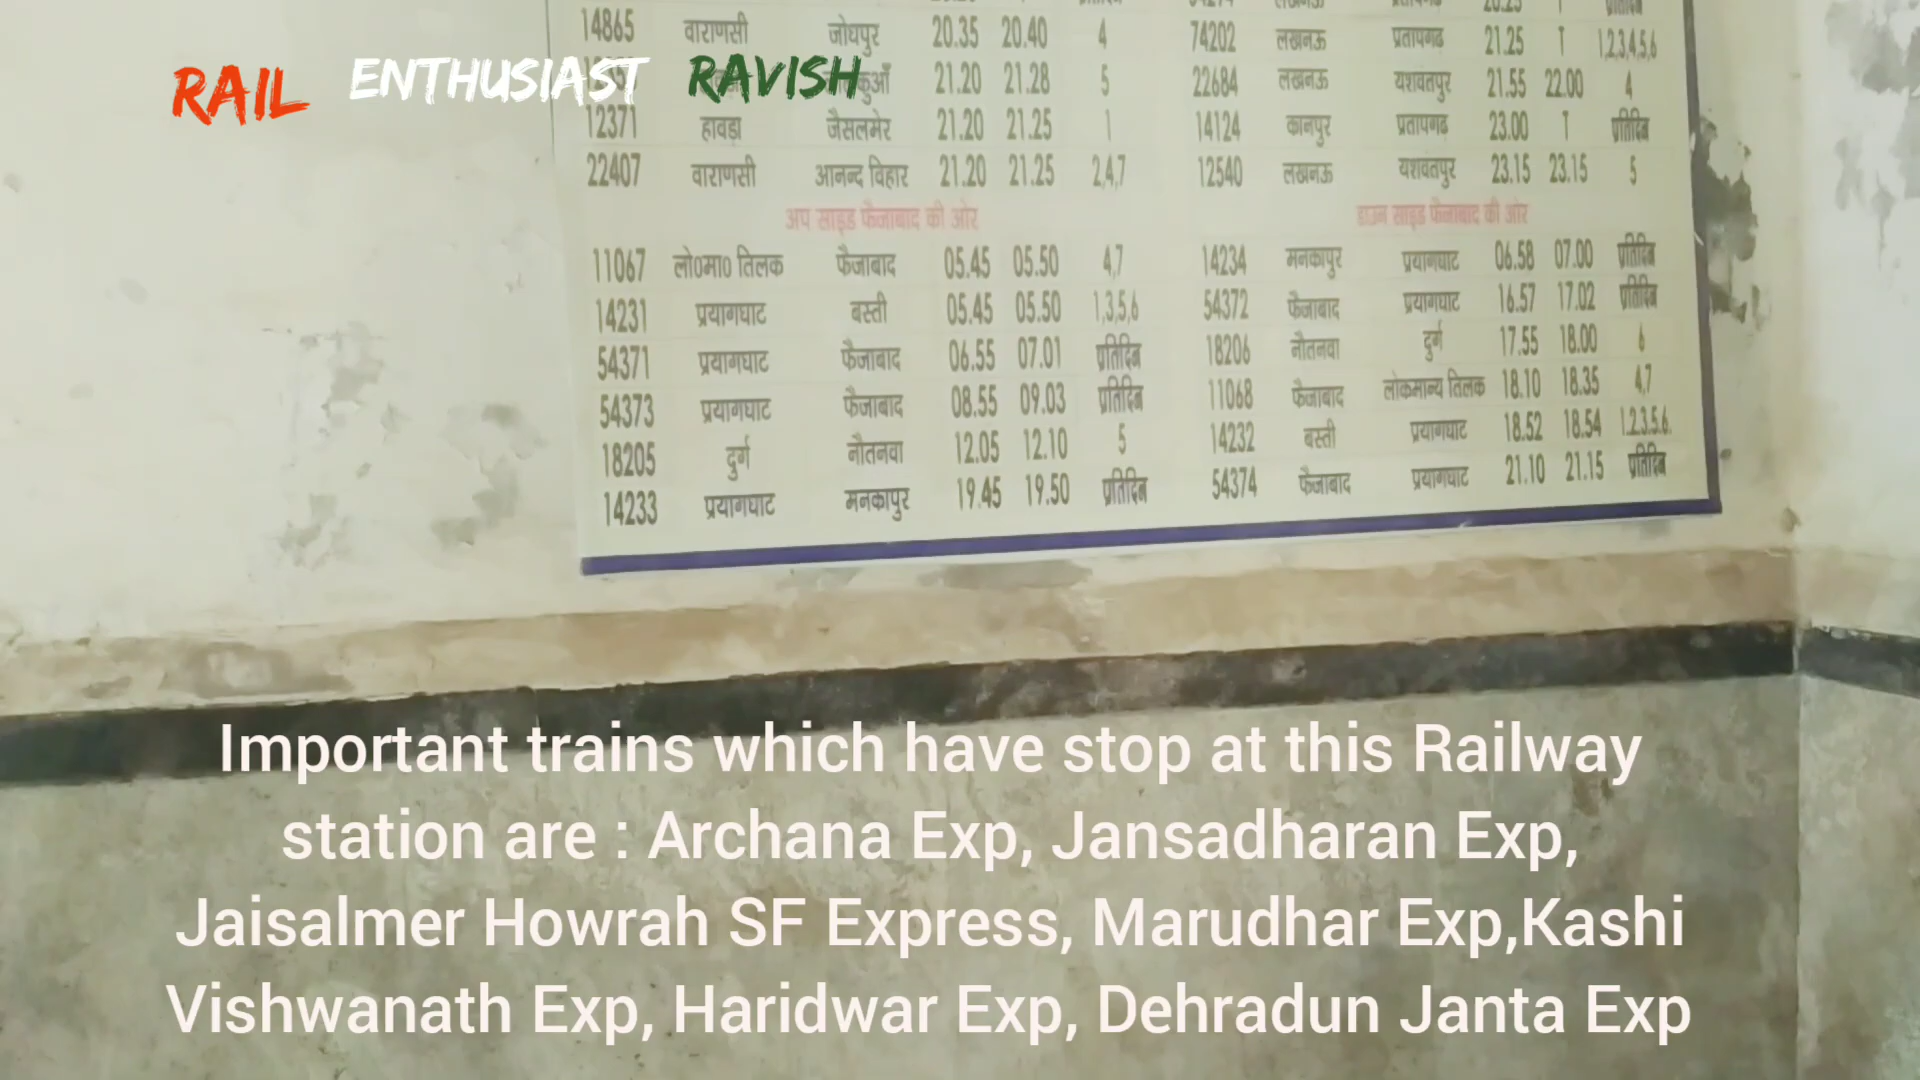 RAIL ENTHUSIAST RAVISH
14865 वाराणसी जोधपुर 20.35 20.40 4
74202 लखनऊ प्रतापगढ 21.25 T 1,2,3,4,5,6
21.20 21.28 5
22684 लखनऊ यशवंतपुर 21.55 22.00 4
12371 हावड़ा जैसलमेर 21.20 21.25 1
14124 कानपुर प्रतापगढ 23.00 T प्रतिदिन
22407 वाराणसी आनन्द विहार 21.20 21.25 2,4,7
12540 लखनऊ यशवंतपुर 23.15 23.15 5
अप साइड फैजाबाद की ओर
डाउन साइड फैजाबाद की ओर
11067 लो0मा0 तिलक फैजाबाद 05.45 05.50 4,7
14234 मनकापुर प्रयागघाट 06.58 07.00 प्रतिदिन
14231 प्रयागघाट बस्ती 05.45 05.50 1,3,5,6
54372 फैजाबाद प्रयागघाट 16.57 17.02 प्रतिदिन
54371 प्रयागघाट फैजाबाद 06.55 07.01 प्रतिदिन
18206 नौतनवा दुर्ग 17.55 18.00 6
54373 प्रयागघाट फैजाबाद 08.55 09.03 प्रतिदिन
11068 फैजाबाद लोकमान्य तिलक 18.10 18.35 4,7
18205 दुर्ग नौतनवा 12.05 12.10 5
14232 बस्ती प्रयागघाट 18.52 18.54 1.2.3.5.6.
14233 प्रयागघाट मनकापुर 19.45 19.50 प्रतिदिन
54374 फैजाबाद प्रयागघाट 21.10 21.15 प्रतिदिन
Important trains which have stop at this Railway
station are : Archana Exp, Jansadharan Exp,
Jaisalmer Howrah SF Express, Marudhar Exp,Kashi
Vishwanath Exp, Haridwar Exp, Dehradun Janta Exp